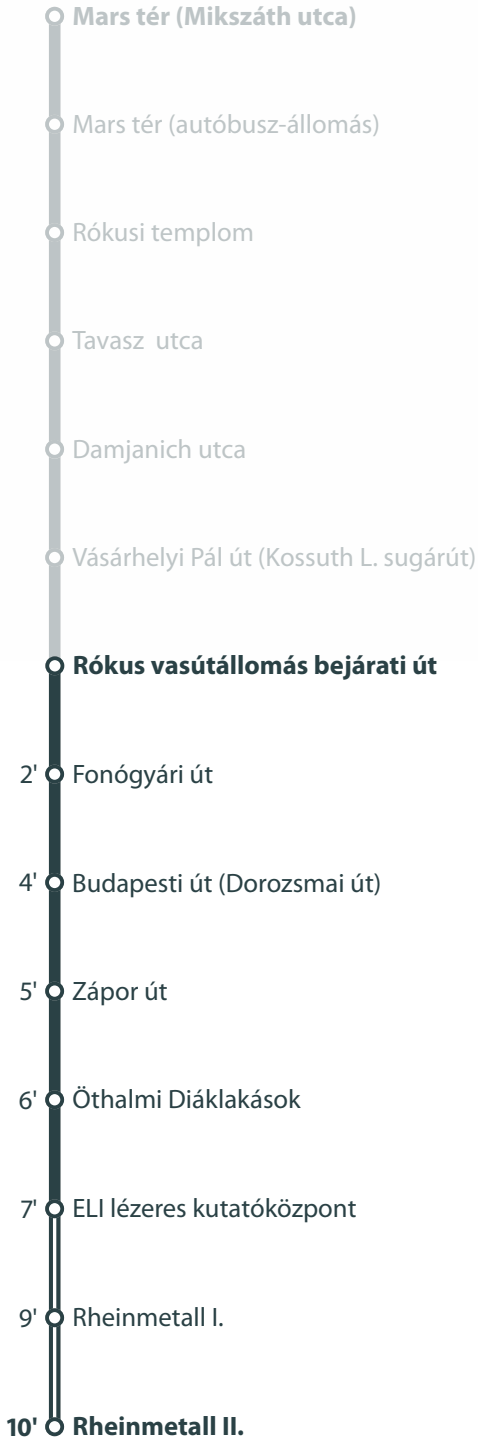 Mars tér (Mikszáth utca)
Mars tér (autóbusz-állomás)
Rókusi templom
Tavasz utca
Damjanich utca
Vásárhelyi Pál út (Kossuth L. sugárút)
Rókus vasútállomás bejárati út
2' Fonógyári út
4' Budapesti út (Dorozsmai út)
5' Zápor út
6' Öthalmi Diáklakások
7' ELI lézeres kutatóközpont
9' Rheinmetall I.
10' Rheinmetall II.